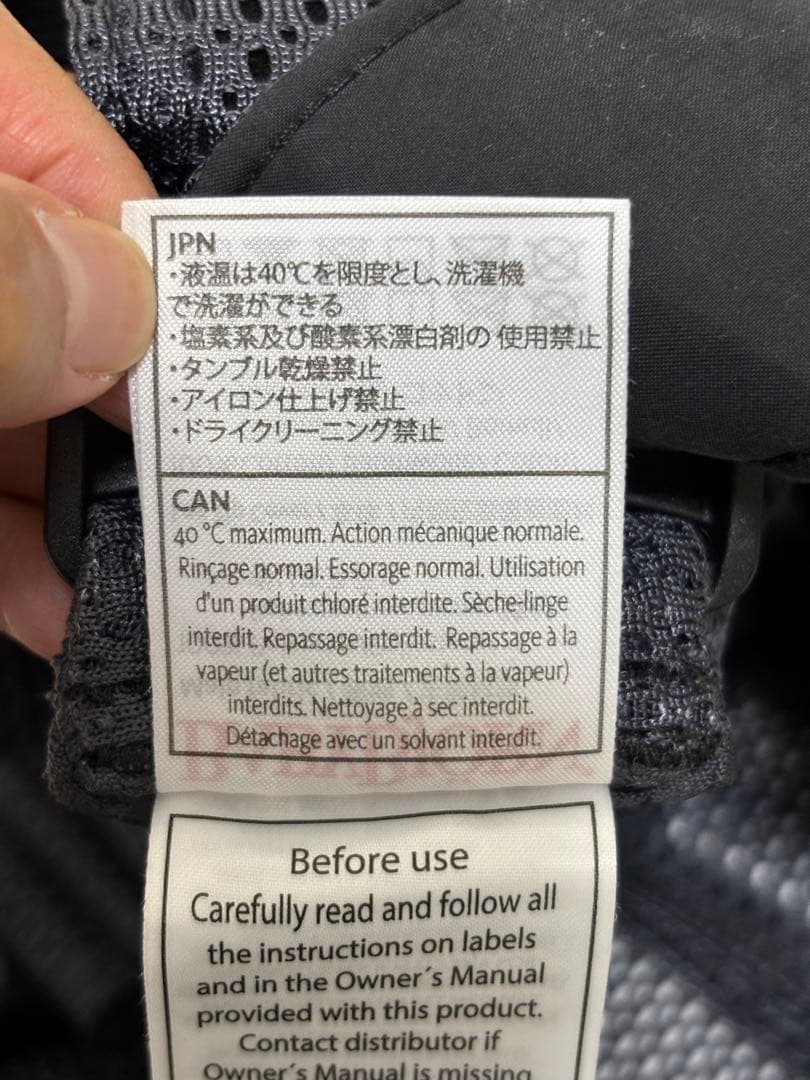 JPN
・液温は40℃を限度とし、洗濯機
で洗濯ができる
・塩素系及び酸素系漂白剤の 使用禁止
・タンブル乾燥禁止
・アイロン仕上げ禁止
・ドライクリーニング禁止
CAN
40 °C maximum. Action mécanique normale.
Rinçage normal. Essorage normal. Utilisation
d'un produit chloré interdite. Sèche-linge
interdit. Repassage interdit. Repassage à la
vapeur (et autres traitements à la vapeur)
interdits. Nettoyage à sec interdit.
Détachage avec un solvant interdit.
Before use
Carefully read and follow all
the instructions on labels
and in the Owner´s Manual
provided with this product.
Contact distributor if
Owner´s Manual is missing